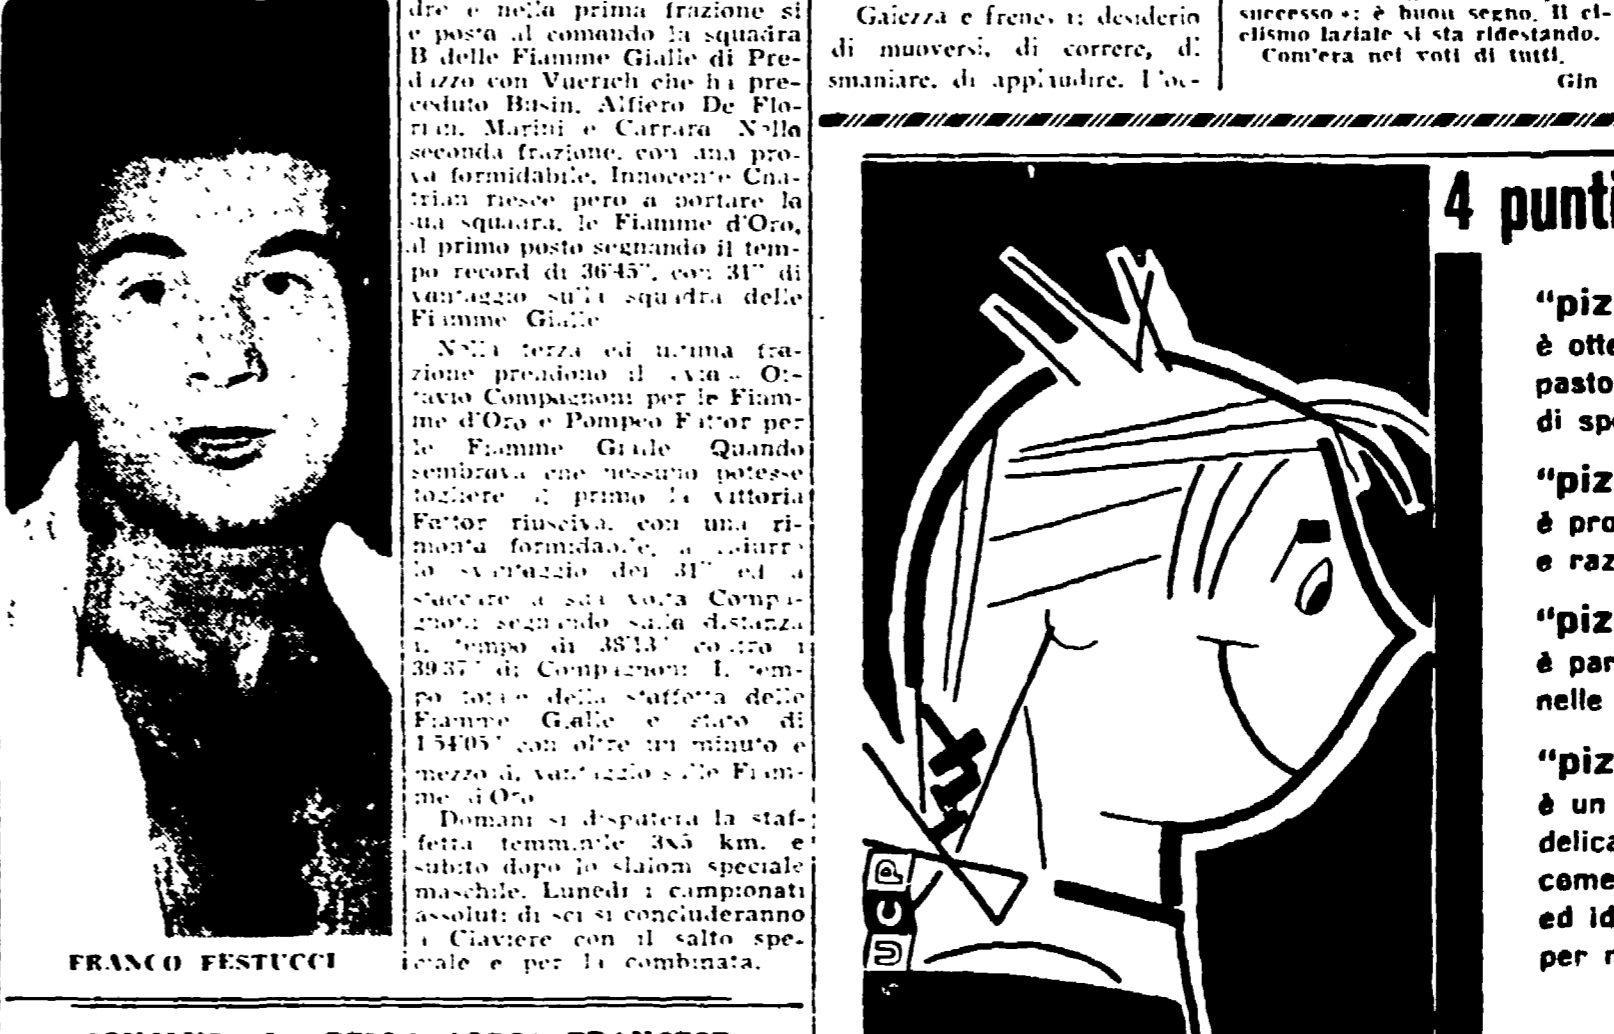 FRANCO FESTUCCI
dre e nella prima frazione si
e posta al comando la squadra
B delle Fiamme Gialle di Pre-
dazzo con Vuerich che ha pre-
ceduto Busin, Alfiero De Flo-
rian, Marini e Carrara Nella
seconda frazione, con una pro-
va formidabile, Innocente
riesce pero a portare la
sua squadra, le Fiamme d'Oro,
al primo posto segnando il tem-
po record di 36'45", con 31" di
vantaggio sulla squadra delle
Fiamme Gialle
Nella terza ed ultima fra-
zione prendono il «via» Ot-
tavio Compagnoni per le Fiam-
me d'Oro e Pompeo Fattor per
le Fiamme Gialle Quando
sembrava che nessuno potesse
togliere al primo la vittoria
Fattor riusciva, con una ri-
monta formidabile, a ridurre
lo svantaggio dei 31" ed a
staccare a sua volta Compa-
gnoni segnando sulla distanza
il tempo di 38'13" contro i
39'37" di Compagnoni Il tem-
po totale della staffetta delle
Fiamme Gialle e stato di
1.54'05" con oltre un minuto e
mezzo di vantaggio sulle Fiam-
me d'Oro
Domani si disputera la staf-
fetta femminile 3x5 km. e
subito dopo lo slalom speciale
maschile. Lunedi i campionati
assoluti di sci si concluderanno
a Claviere con il salto spe-
ciale e per la combinata.
Gaiezza e frenesi; desiderio
di muoversi, di correre, di
smaniare, di applaudire. L'oc-
successo »: è buon segno. Il ci-
clismo laziale si sta ridestando.
Com'era nei voti di tutti.
Gin
4 punti
"piz
è otte
pasto
di spe
"piz
è pro
e raz
"piz
è par
nelle
"piz
è un
delica
come
ed id
per r
UCP